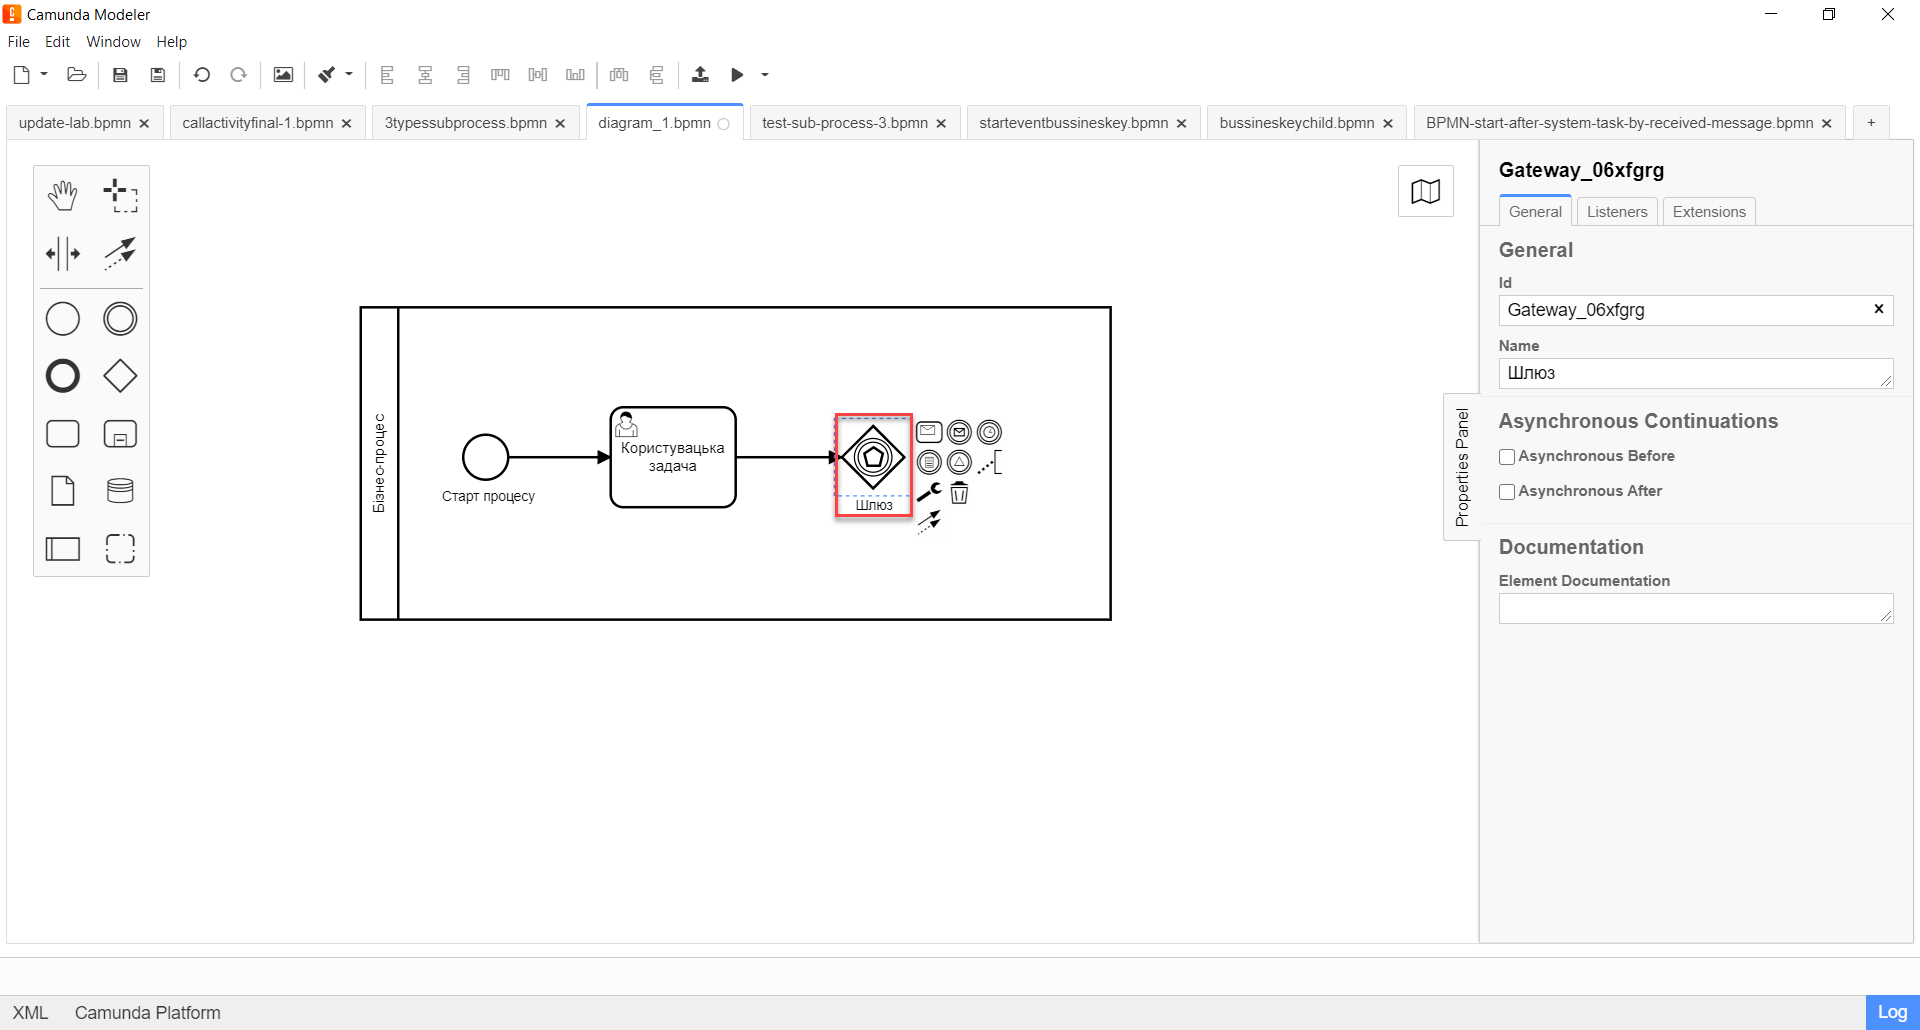 Camunda Modeler
File Edit Window Help
update-lab.bpmn callactivityfinal-1.bpmn 3typessubprocess.bpmn diagram_1.bpmn test-sub-process-3.bpmn starteventbussineskey.bpmn bussineskeychild.bpmn BPMN-start-after-system-task-by-received-message.bpmn +
Gateway_06xfgrg
General Listeners Extensions
General
Id
Gateway_06xfgrg
Name
Шлюз
Asynchronous Continuations
Asynchronous Before
Asynchronous After
Documentation
Element Documentation
Properties Panel
Бізнес-процес
Старт процесу
Користувацька
задача
Шлюз
XML Camunda Platform
Log